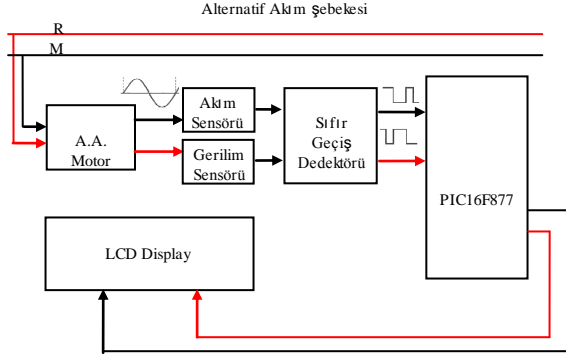 Alternatif Akım Şebekesi
R
M
A.A.
Motor
Akım
Sensörü
Gerilim
Sensörü
Sıfır
Geçiş
Dedektörü
PIC16F877
LCD Display